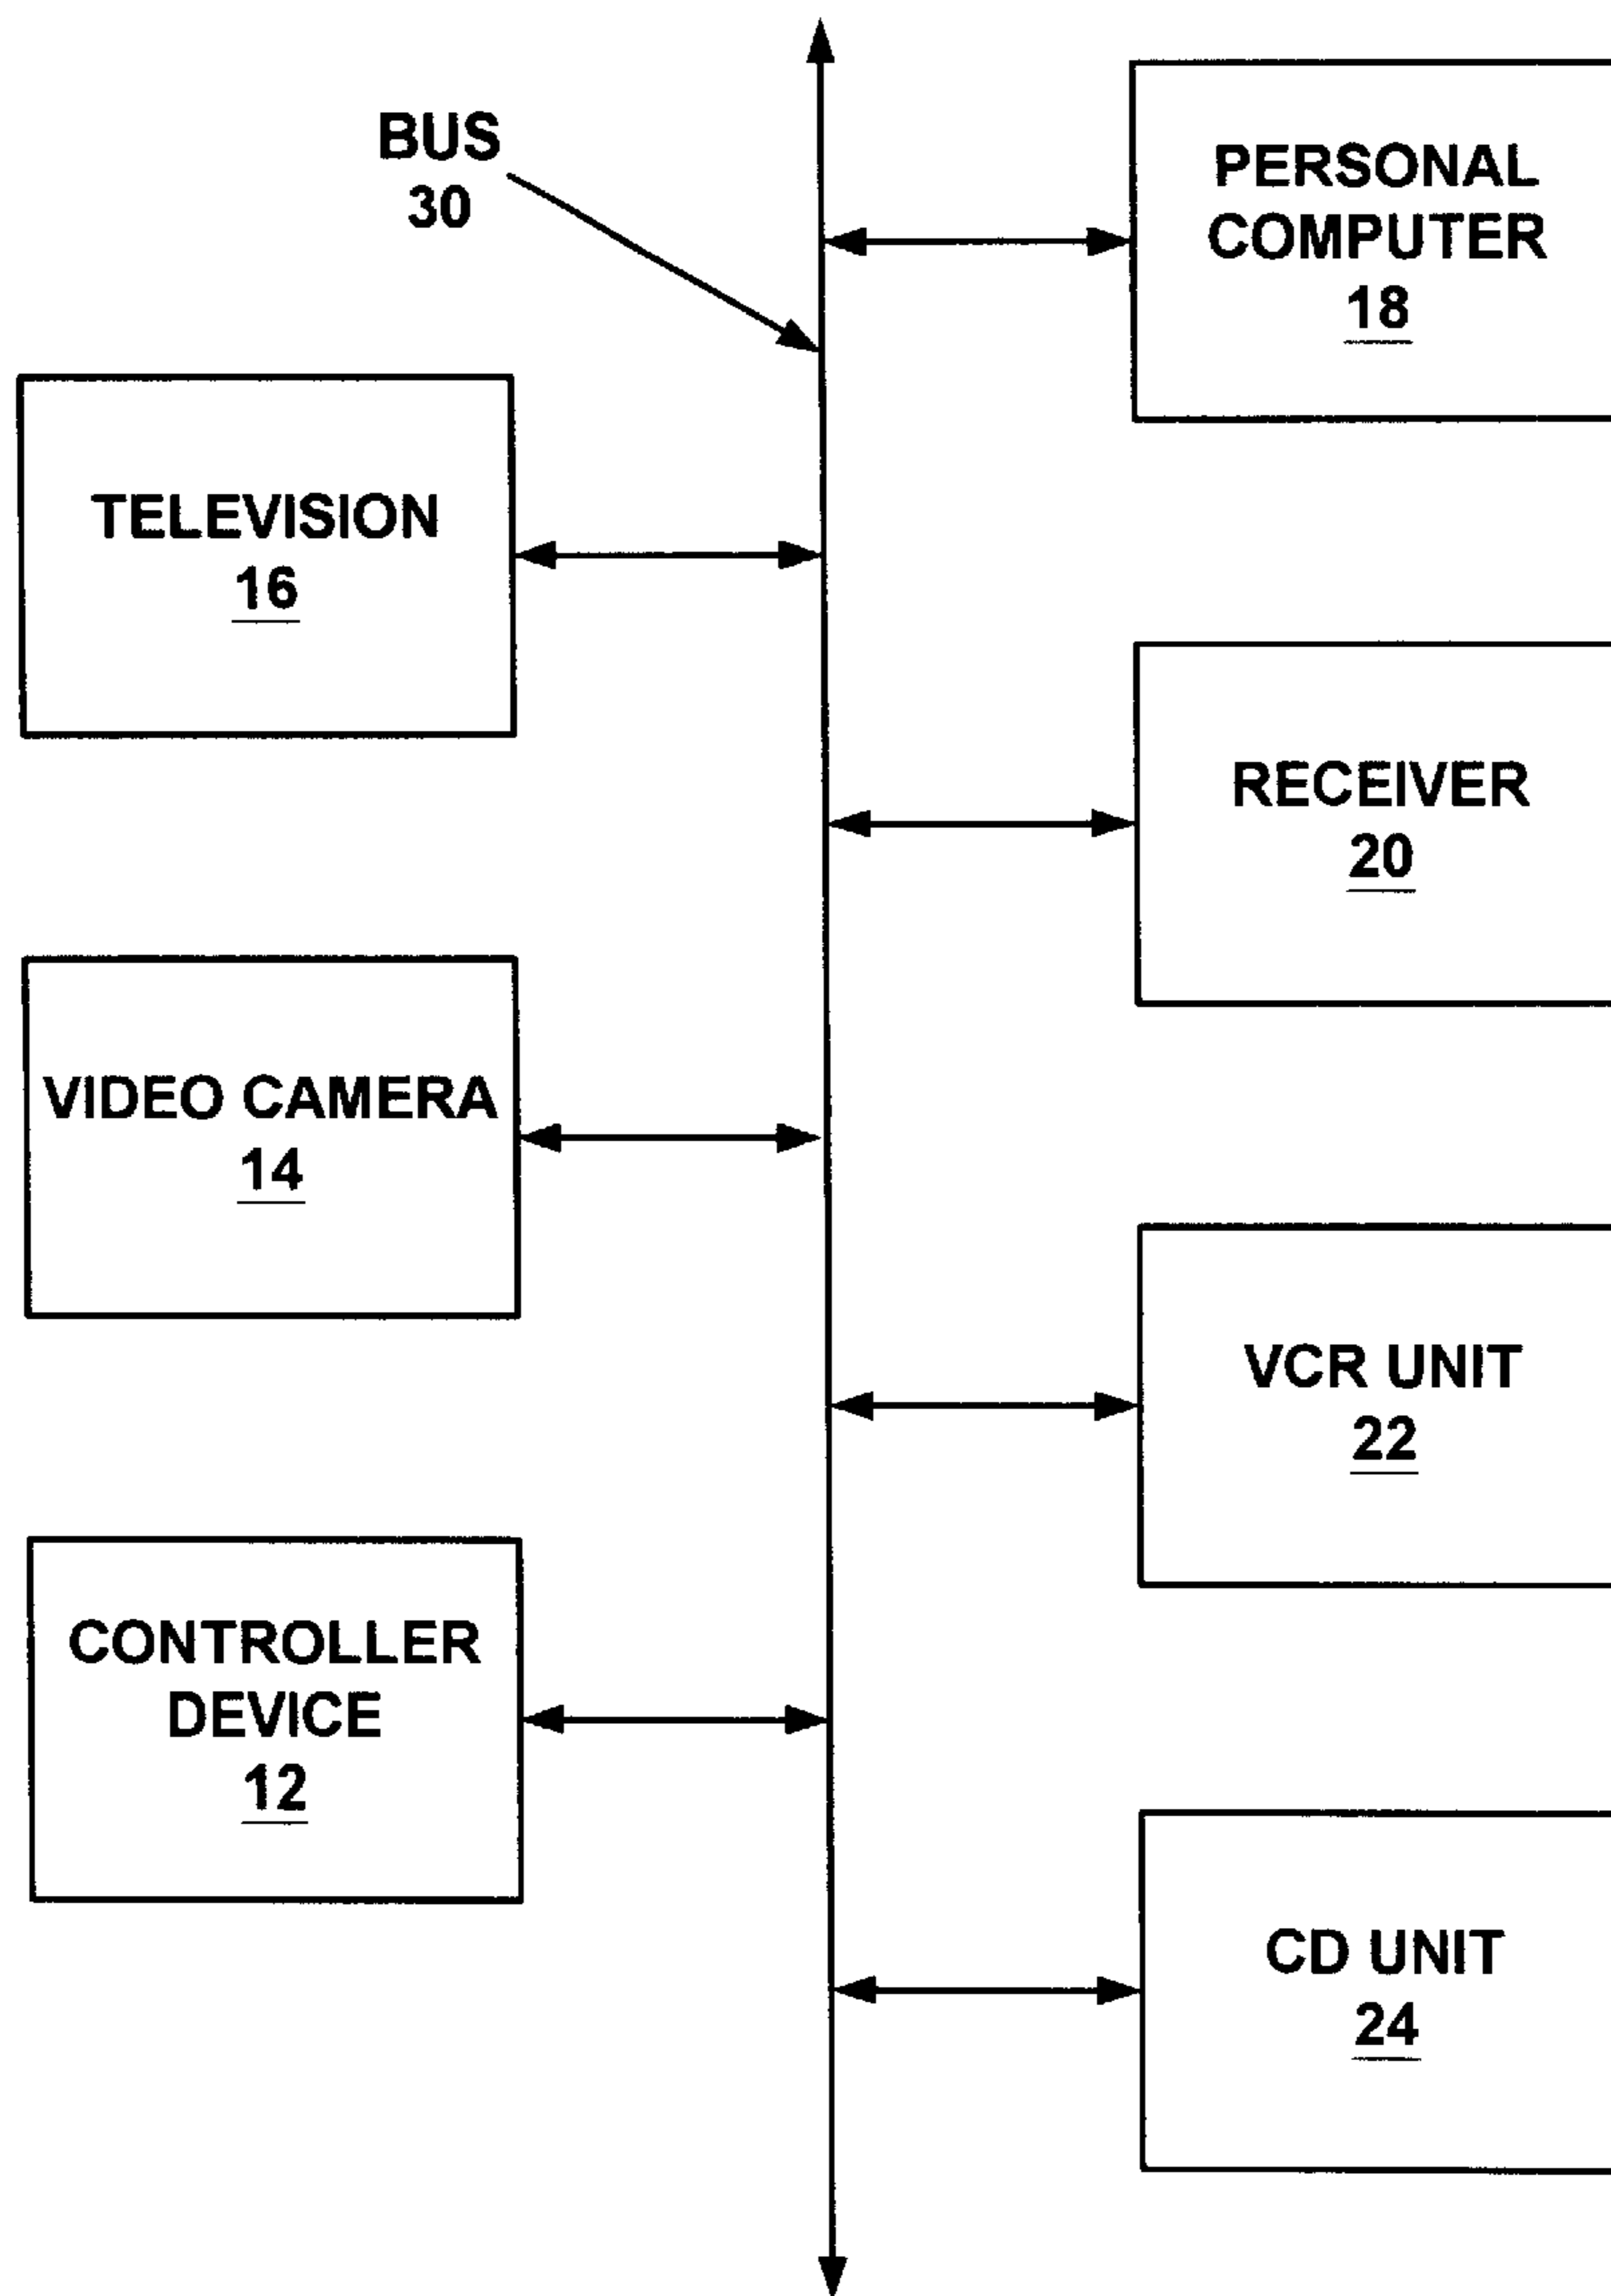 BUS
30
PERSONAL
COMPUTER
18
TELEVISION
16
RECEIVER
20
VIDEO CAMERA
14
VCR UNIT
22
CONTROLLER
DEVICE
12
CD UNIT
24